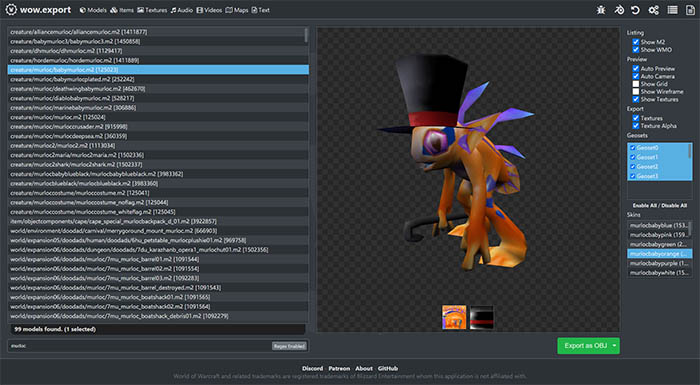 wow.export
Models
Items
Textures
Audio
Videos
Maps
Text
creature/alliancemurloc/alliancemurloc.m2 [1411877]
creature/babymurloc3/babymurloc3.m2 [1450858]
creature/dhmurloc/dhmurloc.m2 [1129417]
creature/hordemurloc/hordemurloc.m2 [1411889]
creature/murloc/babymurloc.m2 [125023]
creature/murloc/babymurlocplated.m2 [252242]
creature/murloc/deathwingmurloc.m2 [462670]
creature/murloc/diablobabymurloc.m2 [528217]
creature/murloc/marinebabymurloc.m2 [306886]
creature/murloc/murloc.m2 [125024]
creature/murloc/murloccrusader.m2 [915998]
creature/murloc/murlocdeeposa.m2 [360359]
creature/murloc2/murloc2.m2 [1113034]
creature/murloc2maria/murloc2maria.m2 [1502336]
creature/murloc2shark/murloc2shark.m2 [1502337]
creature/murlocbabyblueblack/murlocbabyblueblack.m2 [3983362]
creature/murlocblueblack/murlocblueblack.m2 [3983360]
creature/murloccostume/murloccostume.m2 [125041]
creature/murloccostume/murloccostume_noflag.m2 [125044]
creature/murloccostume/murloccostume_whiteflag.m2 [125045]
item/objectcomponents/cape/cape_special_murlocbackpack_d_01.m2 [3922857]
world/expansion05/doodads/carnival/merrygoround_mount_murloc.m2 [666903]
world/expansion05/doodads/human/doodads/6hu_petstable_murlocplushie01.m2 [969758]
world/expansion06/doodads/dungeon/doodads/7du_karathanb_opera1_murlochut01.m2 [1502356]
world/expansion06/doodads/murloc/7mu_murloc_barrel01.m2 [1091544]
world/expansion06/doodads/murloc/7mu_murloc_barrel02.m2 [1091554]
world/expansion06/doodads/murloc/7mu_murloc_barrel03.m2 [1092283]
world/expansion06/doodads/murloc/7mu_murloc_barrel_destroyed.m2 [1091543]
world/expansion06/doodads/murloc/7mu_murloc_boatshack01.m2 [1091565]
world/expansion06/doodads/murloc/7mu_murloc_boatshack02.m2 [1091564]
world/expansion06/doodads/murloc/7mu_murloc_boatshack_debris01.m2 [1092279]
99 models found. (1 selected)
murloc
Regex Enabled
Listing
Show M2
Show WMO
Preview
Auto Preview
Auto Camera
Show Grid
Show Wireframe
Show Textures
Export
Textures
Texture Alpha
Geosets
Geoset0
Geoset1
Geoset2
Geoset3
Enable All / Disable All
Skins
murlocbabyblue (153...
murlocbabypink (159...
murlocbabygreen (2...
murlocbabyorange (...
murlocbabypurple (1...
murlocbabywhite (15...
Export as OBJ
Discord
Patreon
About
GitHub
World of Warcraft and related trademarks are registered trademarks of Blizzard Entertainment whom this application is not affiliated with.